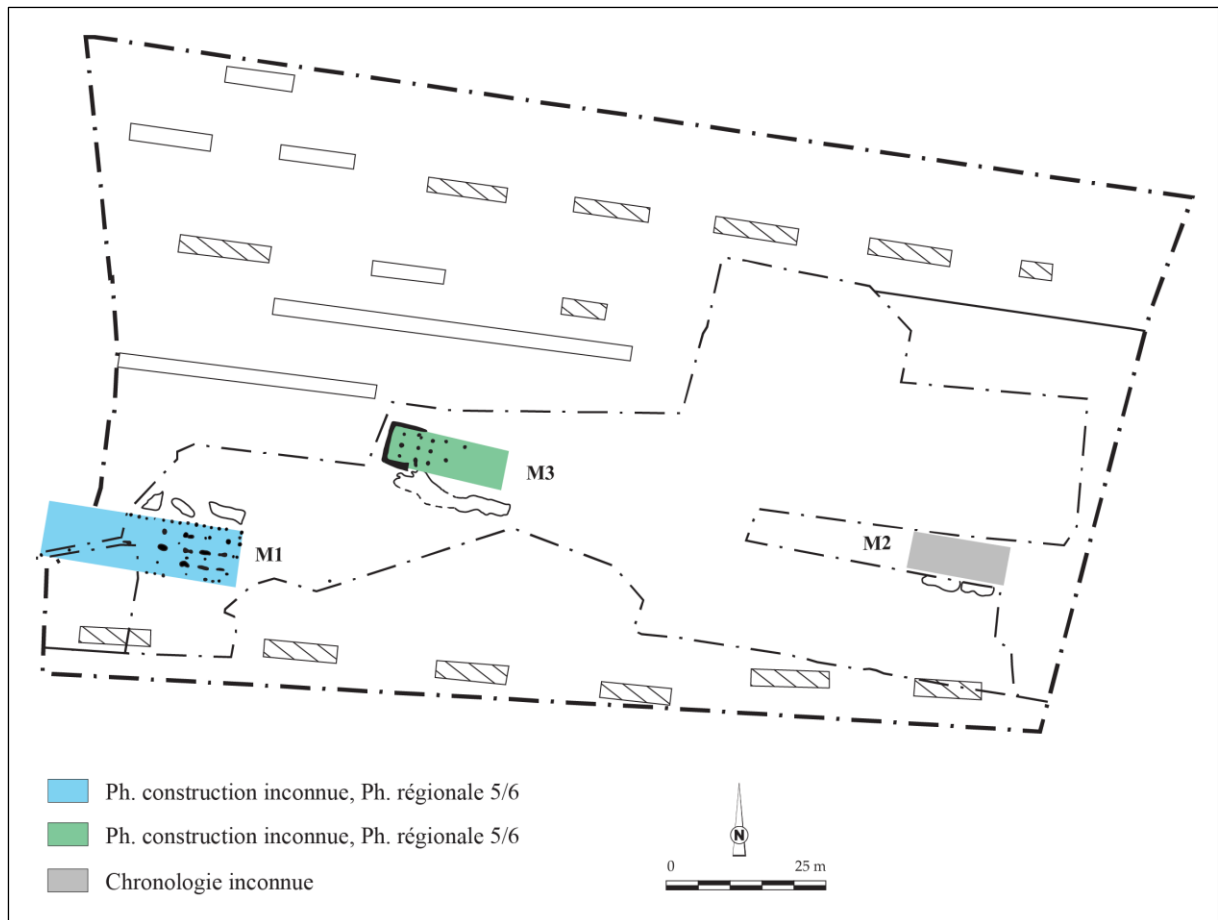 M3
M1
M2
Ph. construction inconnue, Ph. régionale 5/6
Ph. construction inconnue, Ph. régionale 5/6
Chronologie inconnue
N
0 25 m